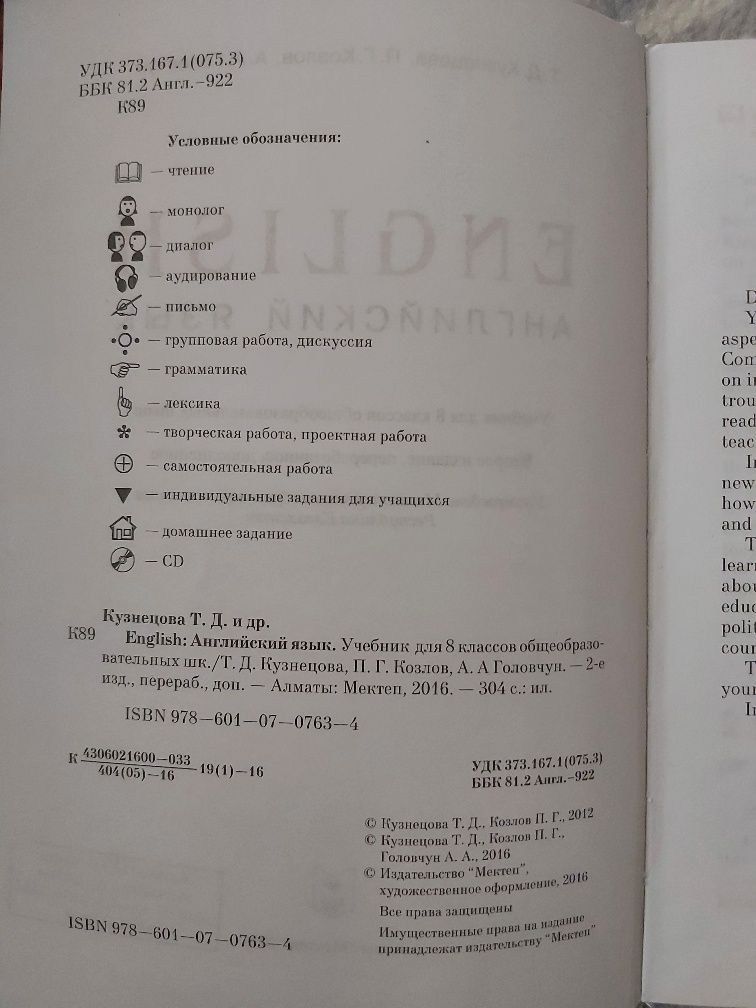 УДК 373.167.1(075.3)
ББК 81.2 Англ.–922
К89
Условные обозначения:
— чтение
— монолог
— диалог
— аудирование
— письмо
— групповая работа, дискуссия
— грамматика
— лексика
— творческая работа, проектная работа
— самостоятельная работа
— индивидуальные задания для учащихся
— домашнее задание
— CD
Кузнецова Т. Д. и др.
К89 English: Английский язык. Учебник для 8 классов общеобразо-
вательных шк./Т. Д. Кузнецова, П. Г. Козлов, А. А Головчун. — 2-е
изд., перераб., доп. — Алматы: Мектеп, 2016. — 304 с.: ил.
ISBN 978—601—07—0763—4
К 4306021600—033
404(05)—16 19(1)—16
УДК 373.167.1(075.3)
ББК 81.2 Англ.–922
© Кузнецова Т. Д., Козлов П. Г., 2012
© Кузнецова Т. Д., Козлов П. Г.,
Головчун А. А., 2016
© Издательство “Мектеп”,
художественное оформление, 2016
Все права защищены
Имущественные права на издание
принадлежат издательству “Мектеп”
ISBN 978—601—07—0763—4
on
new
how
and
about
your